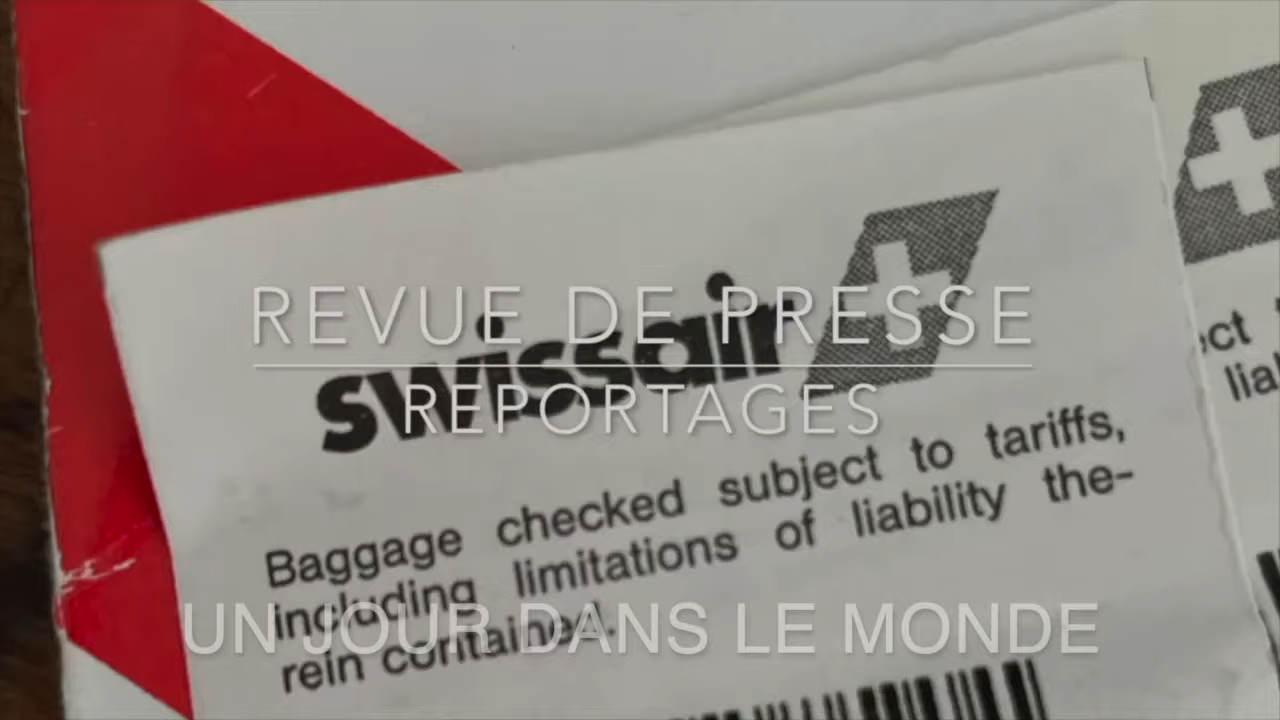 REVUE DE PRESSE
swissair
REPORTAGES
Baggage checked subject to tariffs,
including limitations of liability the-
rein contained.
UN JOUR DANS LE MONDE
ct
lia